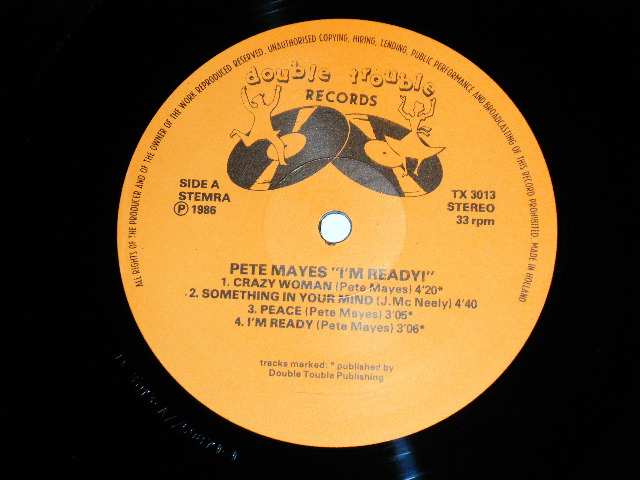 ALL RIGHTS OF THE PRODUCER AND OF THE OWNER OF THE WORK REPRODUCED RESERVED, UNAUTHORISED COPYING, HIRING, LENDING, PUBLIC PERFORMANCE AND BROADCASTING OF THIS RECORD PROHIBITED. MADE IN HOLLAND
double trouble
RECORDS
SIDE A
STEMRA
Ⓟ 1986
TX 3013
STEREO
33 rpm
PETE MAYES "I'M READY!"
1. CRAZY WOMAN (Pete Mayes) 4'20*
2. SOMETHING IN YOUR MIND (J.Mc Neely) 4'40
3. PEACE (Pete Mayes) 3'05*
4. I'M READY (Pete Mayes) 3'06*
tracks marked: * published by
Double Touble Publishing